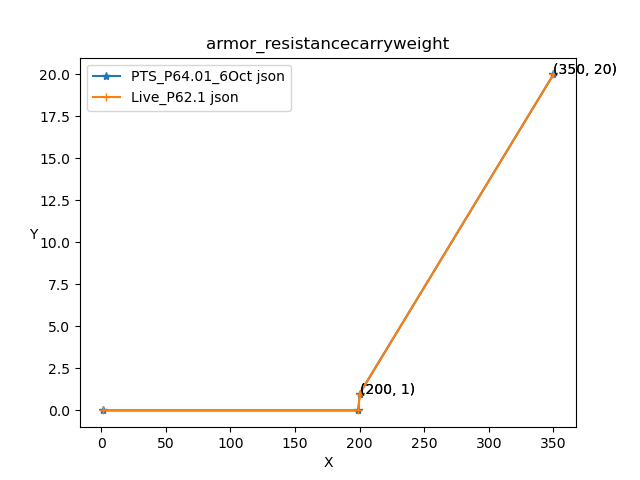 armor_resistancecarryweight
PTS_P64.01_6Oct json
Live_P62.1 json
(350, 20)
(200, 1)
Y
20.0
17.5
15.0
12.5
10.0
7.5
5.0
2.5
0.0
0 50 100 150 200 250 300 350
X